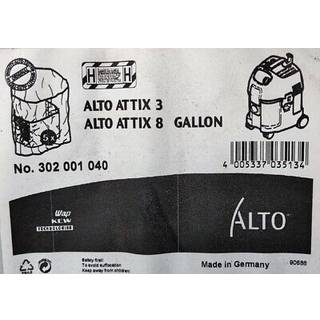 H H
5x
ALTO ATTIX 3
ALTO ATTIX 8 GALLON
4 005337 035134
No. 302 001 040
Wap
KEW
TECHNOLOGIES
ALTO
Safety first!
To avoid suffocation
Keep away from children!
Made in Germany
90686